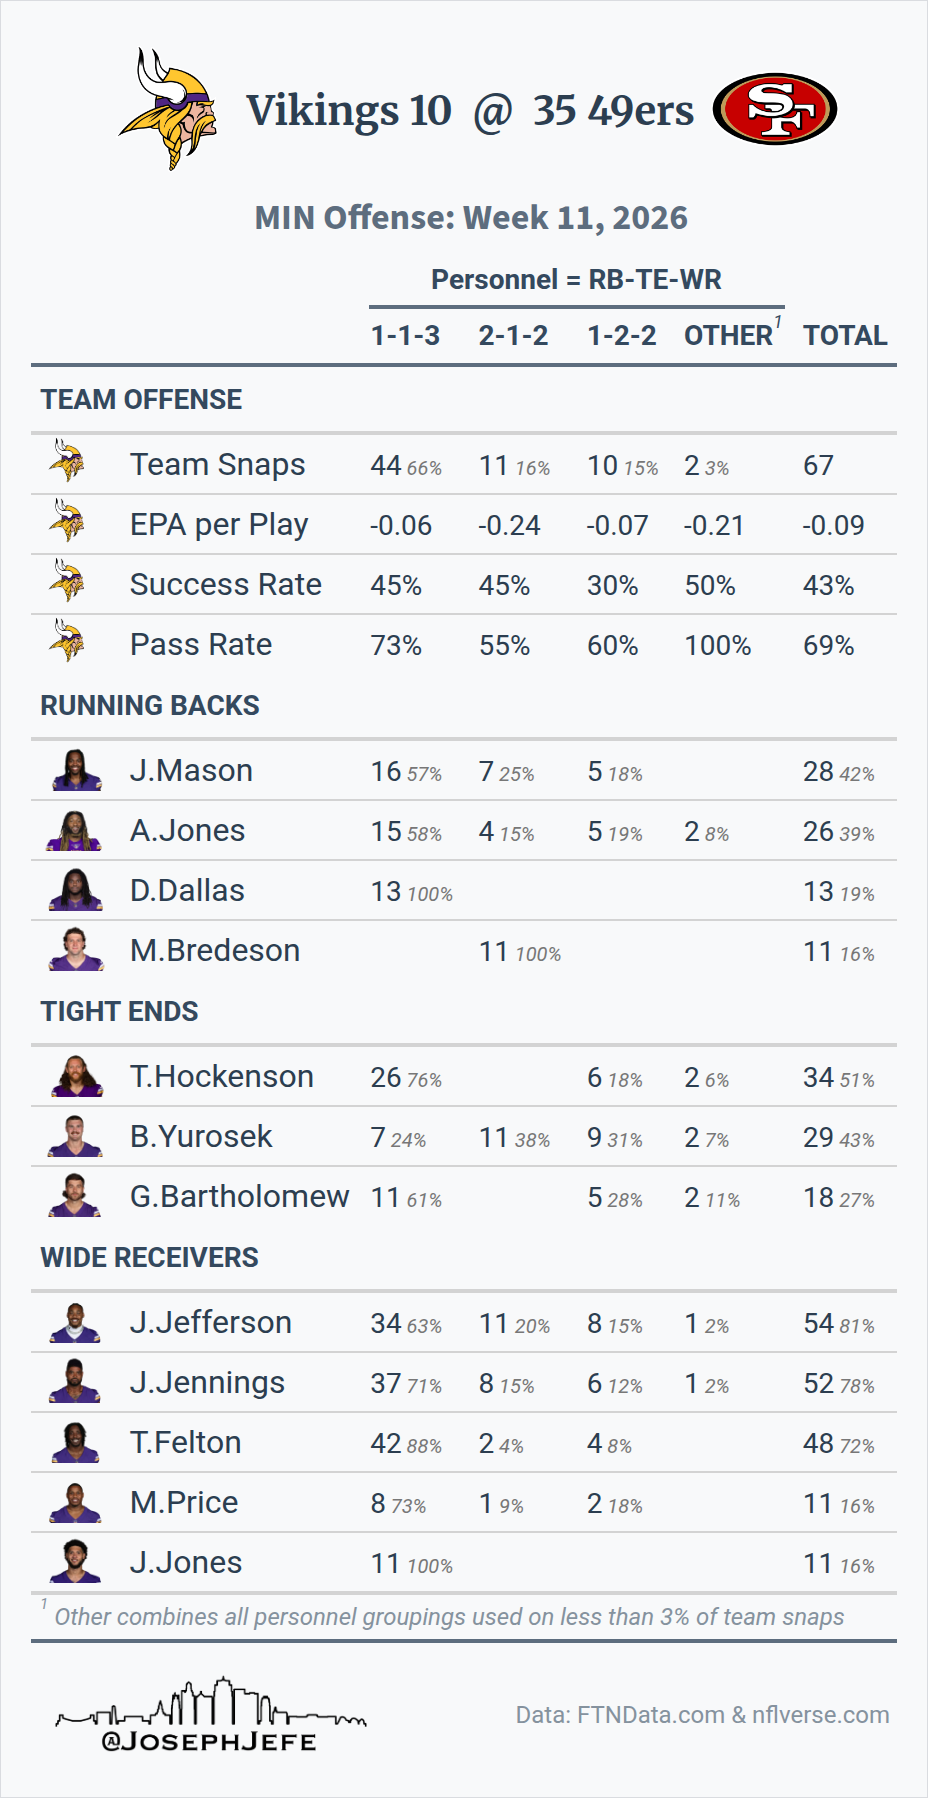 Vikings 10 @ 35 49ers
SF
MIN Offense: Week 11, 2026
Personnel = RB-TE-WR
1-1-3 2-1-2 1-2-2 OTHER1 TOTAL
TEAM OFFENSE
Team Snaps 44 66% 11 16% 10 15% 2 3% 67
EPA per Play -0.06 -0.24 -0.07 -0.21 -0.09
Success Rate 45% 45% 30% 50% 43%
Pass Rate 73% 55% 60% 100% 69%
RUNNING BACKS
J.Mason 16 57% 7 25% 5 18% 28 42%
A.Jones 15 58% 4 15% 5 19% 2 8% 26 39%
D.Dallas 13 100% 13 19%
M.Bredeson 11 100% 11 16%
TIGHT ENDS
T.Hockenson 26 76% 6 18% 2 6% 34 51%
B.Yurosek 7 24% 11 38% 9 31% 2 7% 29 43%
G.Bartholomew 11 61% 5 28% 2 11% 18 27%
WIDE RECEIVERS
J.Jefferson 34 63% 11 20% 8 15% 1 2% 54 81%
J.Jennings 37 71% 8 15% 6 12% 1 2% 52 78%
T.Felton 42 88% 2 4% 4 8% 48 72%
M.Price 8 73% 1 9% 2 18% 11 16%
J.Jones 11 100% 11 16%
1 Other combines all personnel groupings used on less than 3% of team snaps
@JosephJefe
Data: FTNData.com & nflverse.com